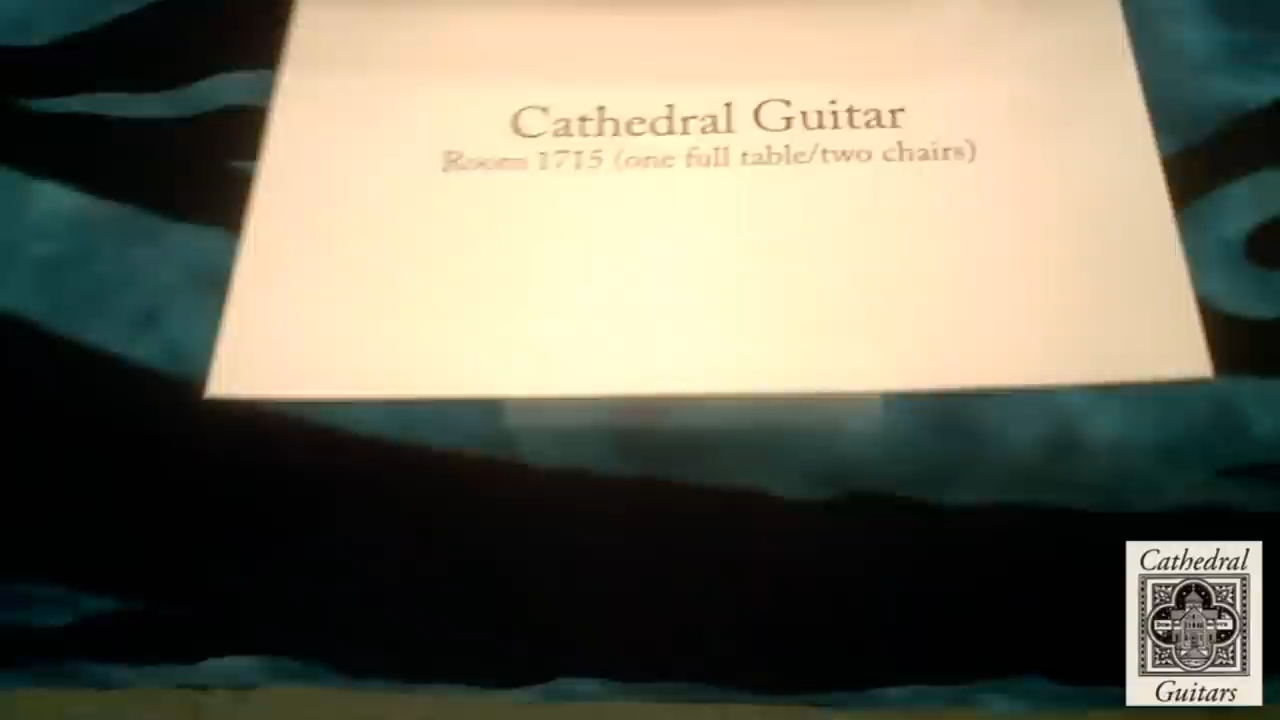 Cathedral Guitar
Room 1715 (one full table/two chairs)
Cathedral
Guitars